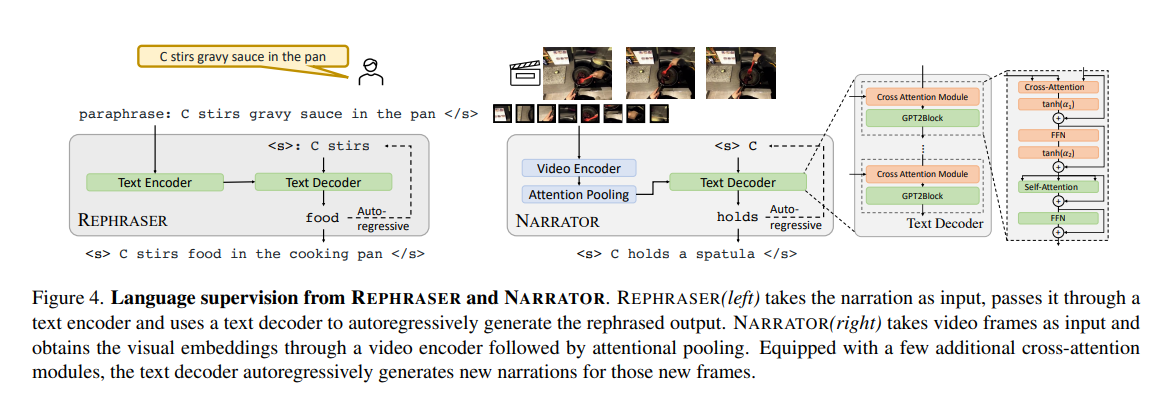 C stirs gravy sauce in the pan
paraphrase: C stirs gravy sauce in the pan </s>
<s>: C stirs
Text Encoder
Text Decoder
food
Auto-
regressive
REPHRASER
<s> C stirs food in the cooking pan </s>
<s> C
Video Encoder
Attention Pooling
Text Decoder
holds
Auto-
regressive
NARRATOR
<s> C holds a spatula </s>
Cross Attention Module
GPT2Block
Cross Attention Module
GPT2Block
Text Decoder
Cross-Attention
tanh(α₁)
FFN
tanh(α₂)
Self-Attention
FFN
Figure 4. Language supervision from REPHRASER and NARRATOR. REPHRASER(left) takes the narration as input, passes it through a
text encoder and uses a text decoder to autoregressively generate the rephrased output. NARRATOR(right) takes video frames as input and
obtains the visual embeddings through a video encoder followed by attentional pooling. Equipped with a few additional cross-attention
modules, the text decoder autoregressively generates new narrations for those new frames.